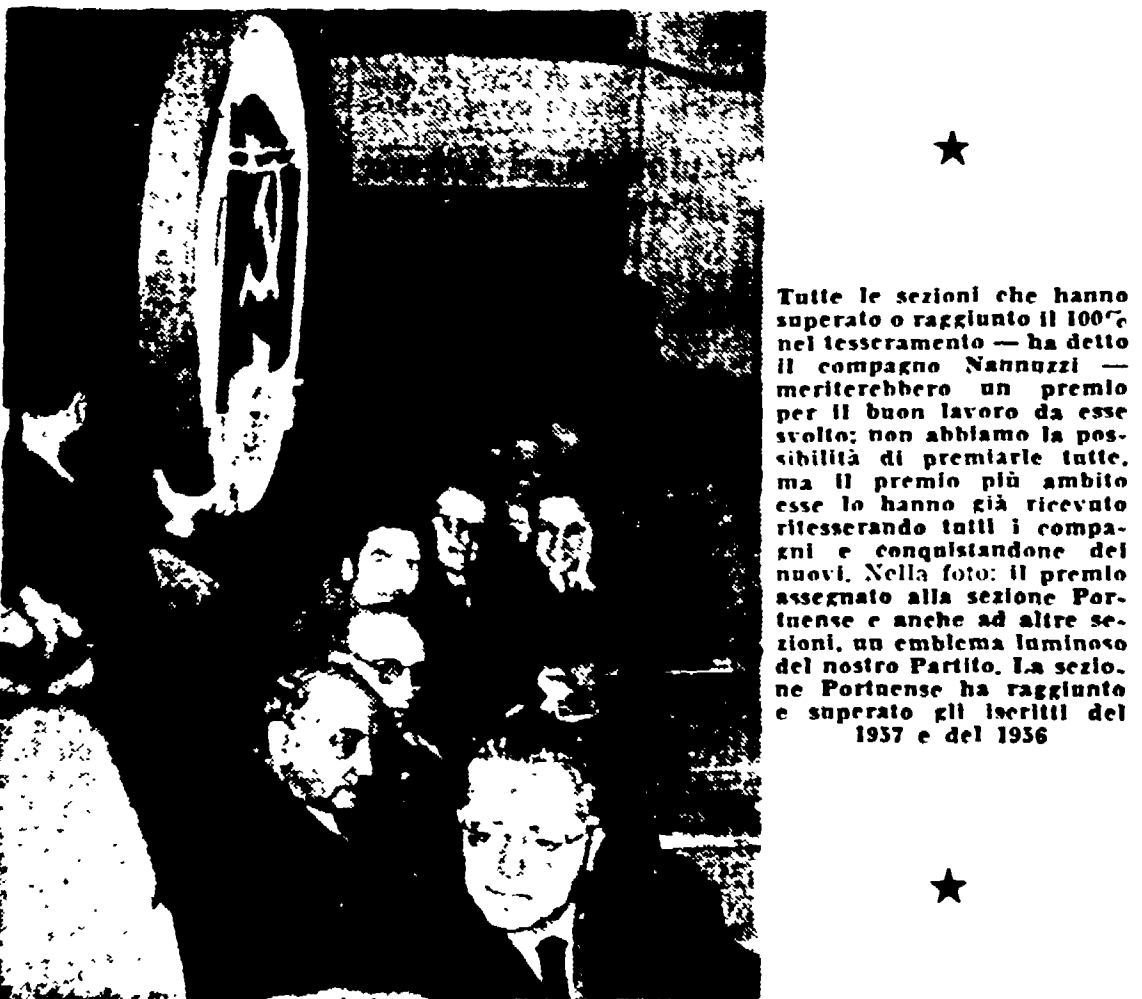 Tutte le sezioni che hanno
superato o raggiunto il 100%
nel tesseramento — ha detto
il compagno Nannuzzi —
meriterebbero un premio
per il buon lavoro da esse
svolto; non abbiamo la pos-
sibilità di premiarle tutte,
ma il premio più ambito
esse lo hanno già ricevuto
ritesserando tutti i compa-
gni e conquistandone dei
nuovi. Nella foto: il premio
assegnato alla sezione Por-
tuense e anche ad altre se-
zioni, un emblema luminoso
del nostro Partito. La sezio-
ne Portuense ha raggiunto
e superato gli iscritti del
1957 e del 1956